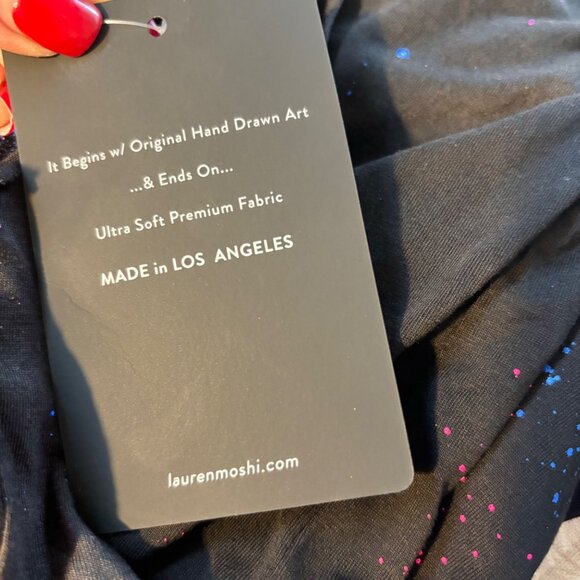 It Begins w/ Original Hand Drawn Art
...& Ends On...
Ultra Soft Premium Fabric
MADE in LOS ANGELES
laurenmoshi.com